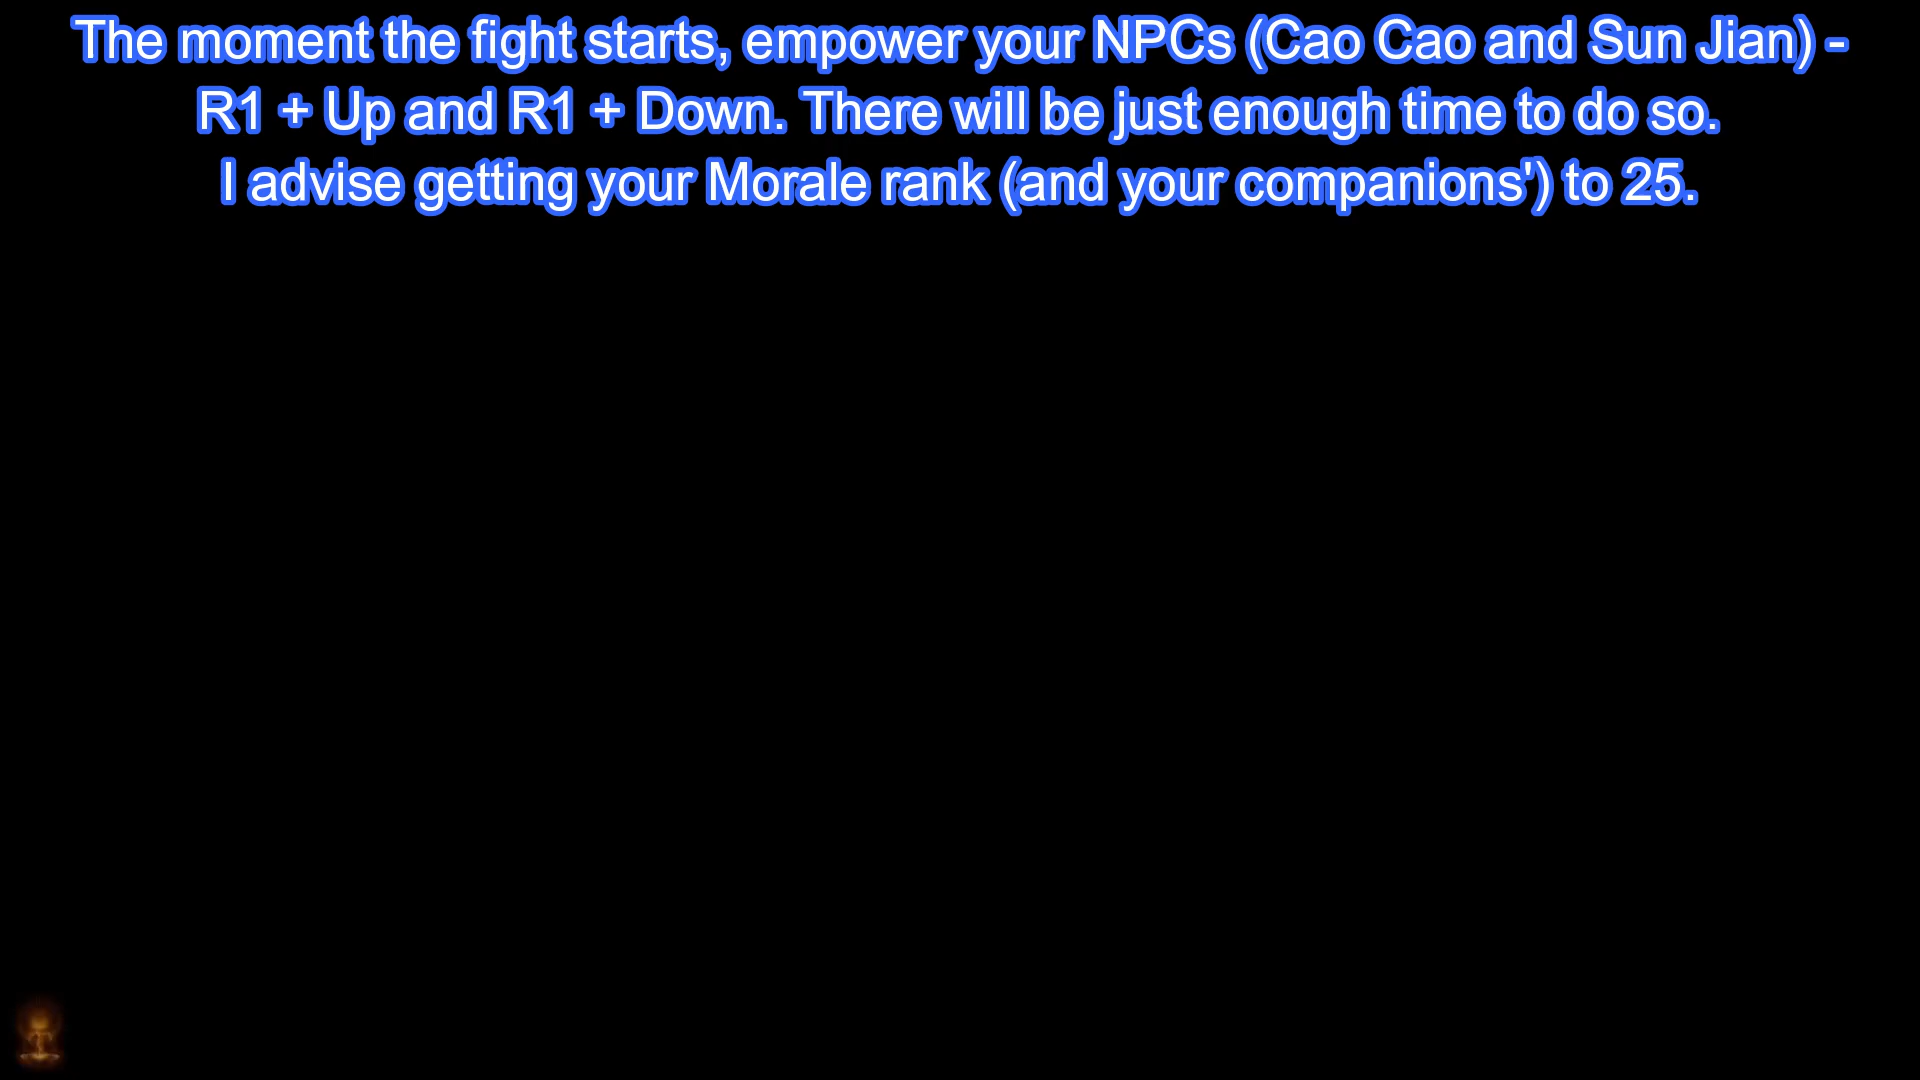 The moment the fight starts, empower your NPCs (Cao Cao and Sun Jian) -
R1 + Up and R1 + Down. There will be just enough time to do so.
I advise getting your Morale rank (and your companions') to 25.